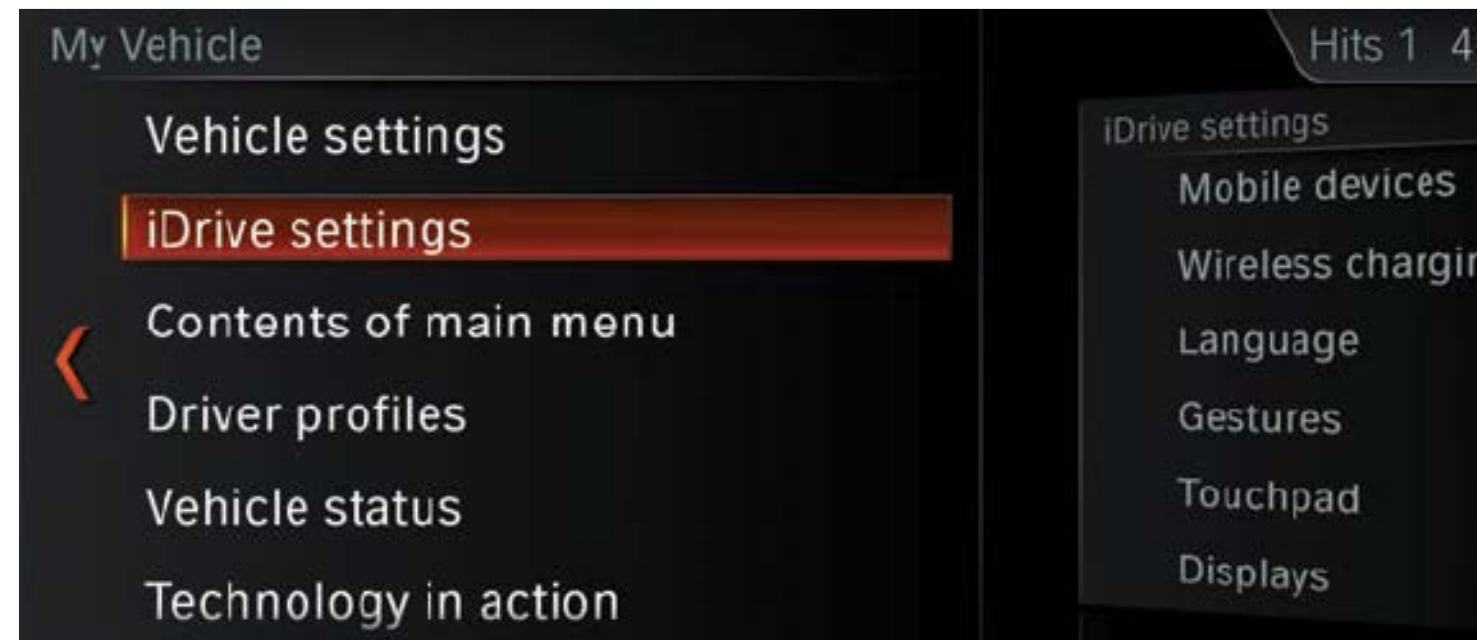 My Vehicle
Vehicle settings
iDrive settings
Contents of main menu
Driver profiles
Vehicle status
Technology in action
Hits 1 4
iDrive settings
Mobile devices
Wireless chargin
Language
Gestures
Touchpad
Displays